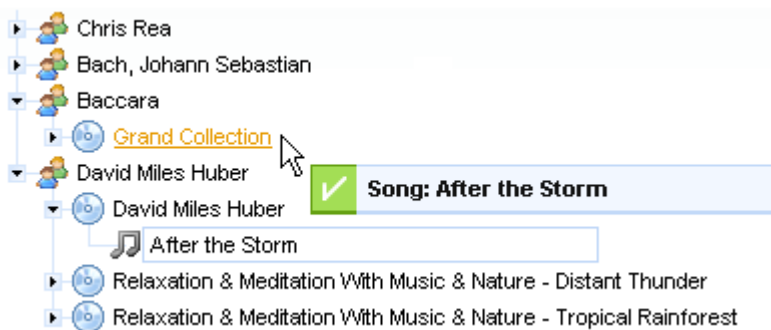 Chris Rea
Bach, Johann Sebastian
Baccara
Grand Collection
David Miles Huber
Song: After the Storm
David Miles Huber
After the Storm
Relaxation & Meditation With Music & Nature - Distant Thunder
Relaxation & Meditation With Music & Nature - Tropical Rainforest